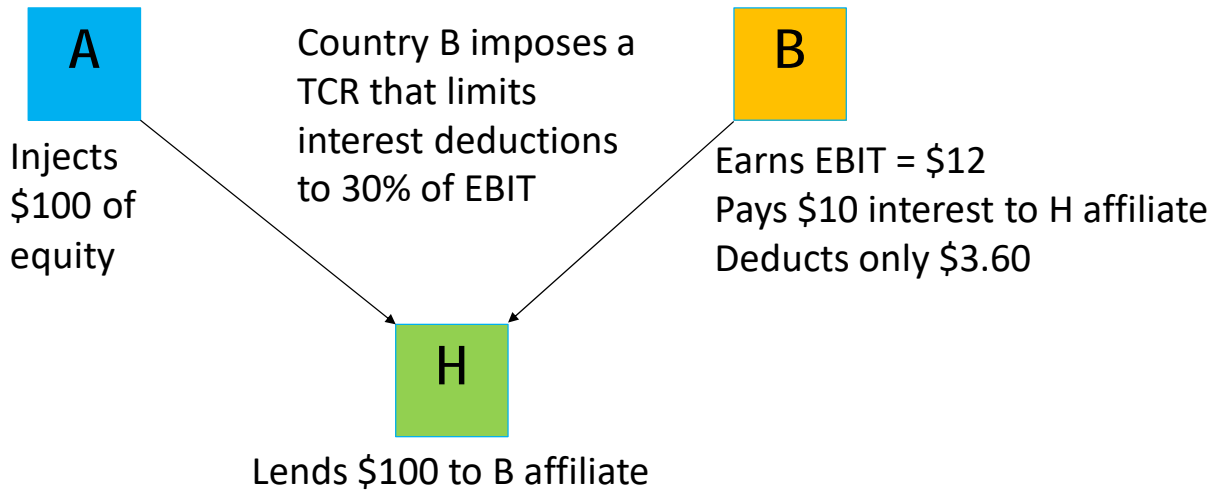 A
Injects
$100 of
equity
Country B imposes a
TCR that limits
interest deductions
to 30% of EBIT
B
Earns EBIT = $12
Pays $10 interest to H affiliate
Deducts only $3.60
H
Lends $100 to B affiliate